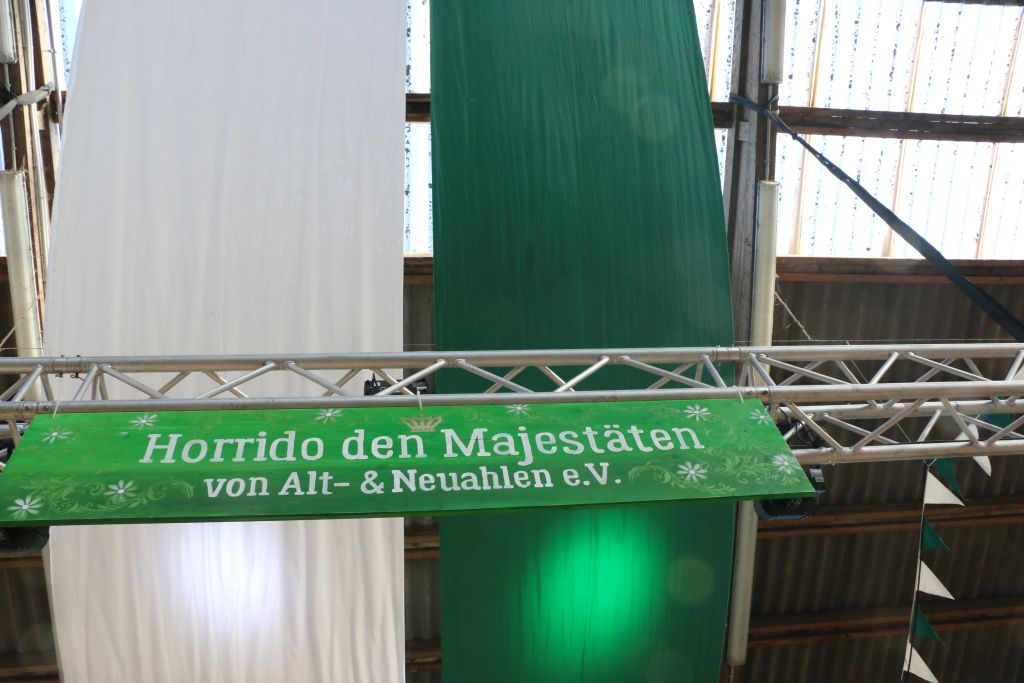 Horrido den Majestäten
von Alt- & Neuahlen e.V.